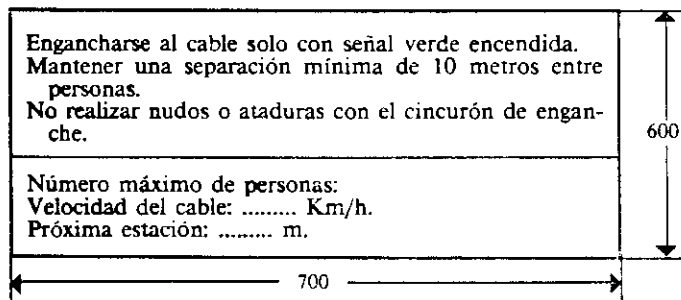 Engancharse al cable solo con señal verde encendida.
Mantener una separación mínima de 10 metros entre
personas.
No realizar nudos o ataduras con el cincurón de engan-
che.
600
Número máximo de personas:
Velocidad del cable: ......... Km/h.
Próxima estación: ......... m.
700